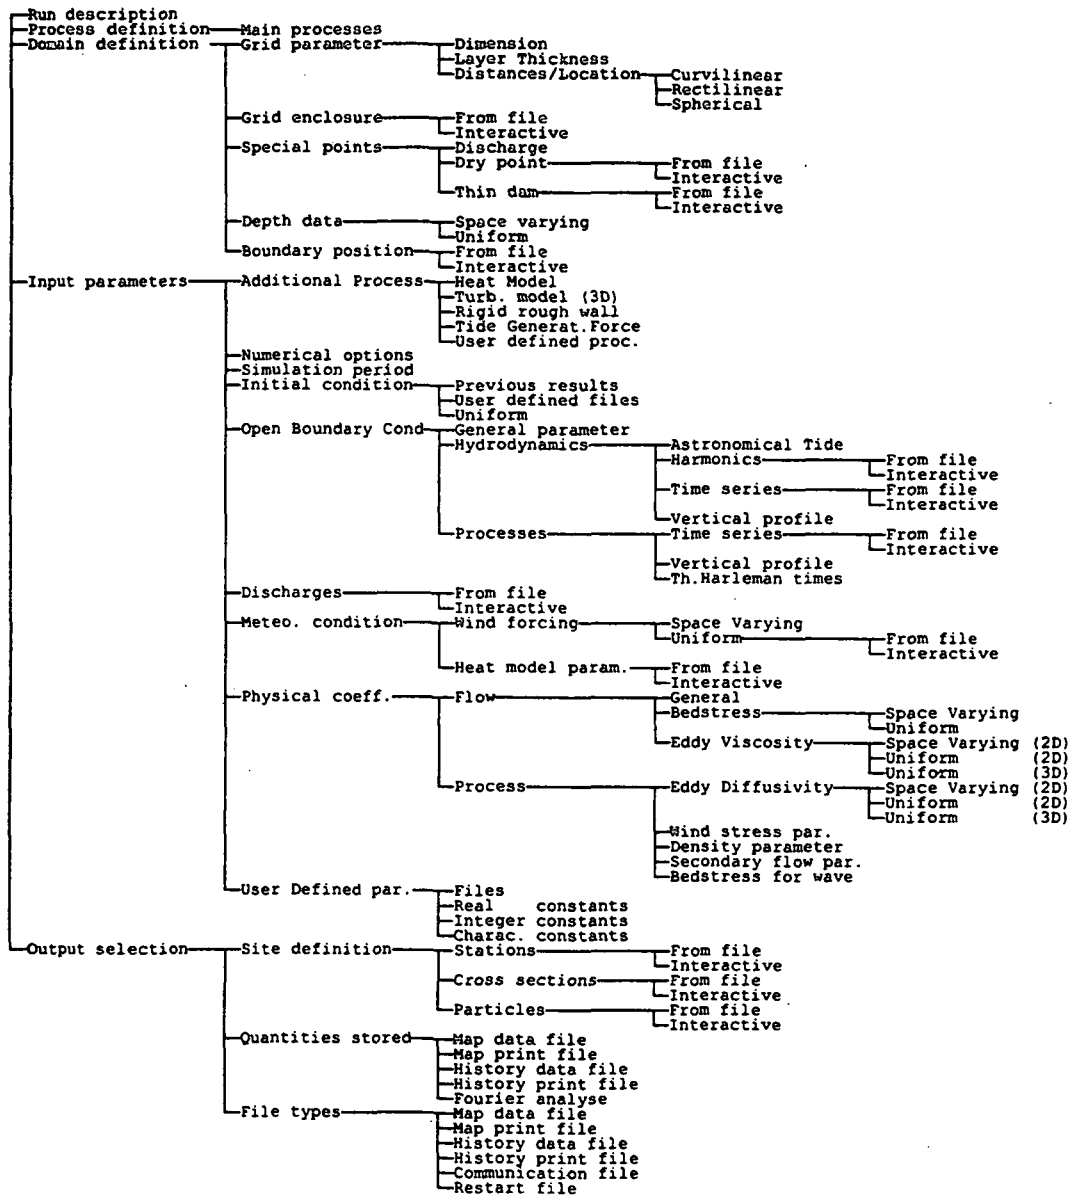 Run description
Process definition Main processes
Domain definition Grid parameter Dimension
Layer Thickness
Distances/Location Curvilinear
Rectilinear
Spherical
Grid enclosure From file
Interactive
Special points Discharge
Dry point From file
Interactive
Thin dam From file
Interactive
Depth data Space varying
Uniform
Boundary position From file
Interactive
Input parameters Additional Process Heat Model
Turb. model (3D)
Rigid rough wall
Tide Generat.Force
User defined proc.
Numerical options
Simulation period
Initial condition Previous results
User defined files
Uniform
Open Boundary Cond General parameter
Hydrodynamics Astronomical Tide
Harmonics From file
Interactive
Time series From file
Interactive
Vertical profile
Processes Time series From file
Interactive
Vertical profile
Th.Harleman times
Discharges From file
Interactive
Meteo. condition Wind forcing Space Varying
Uniform From file
Interactive
Heat model param. From file
Interactive
Physical coeff. Flow General
Bedstress Space Varying
Uniform
Eddy Viscosity Space Varying (2D)
Uniform (2D)
Uniform (3D)
Process Eddy Diffusivity Space Varying (2D)
Uniform (2D)
Uniform (3D)
Wind stress par.
Density parameter
Secondary flow par.
Bedstress for wave
User Defined par. Files
Real constants
Integer constants
Charac. constants
Output selection Site definition Stations From file
Interactive
Cross sections From file
Interactive
Particles From file
Interactive
Quantities stored Map data file
Map print file
History data file
History print file
Fourier analyse
File types Map data file
Map print file
History data file
History print file
Communication file
Restart file